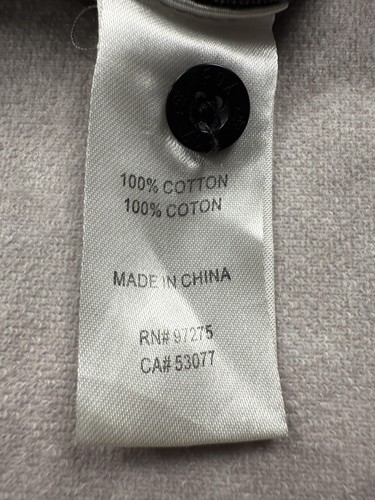 100% COTTON
100% COTON
MADE IN CHINA
RN# 97275
CA# 53077